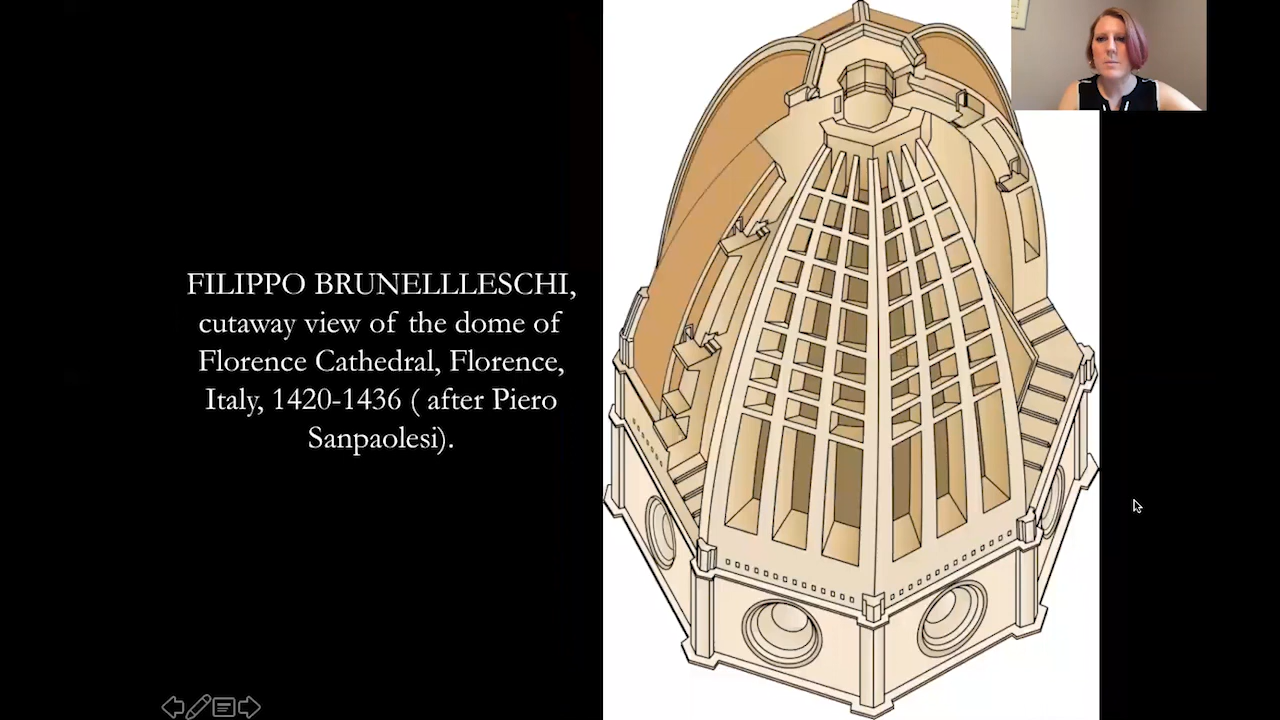 FILIPPO BRUNELLLESCHI,
cutaway view of the dome of
Florence Cathedral, Florence,
Italy, 1420-1436 ( after Piero
Sanpaolesi).